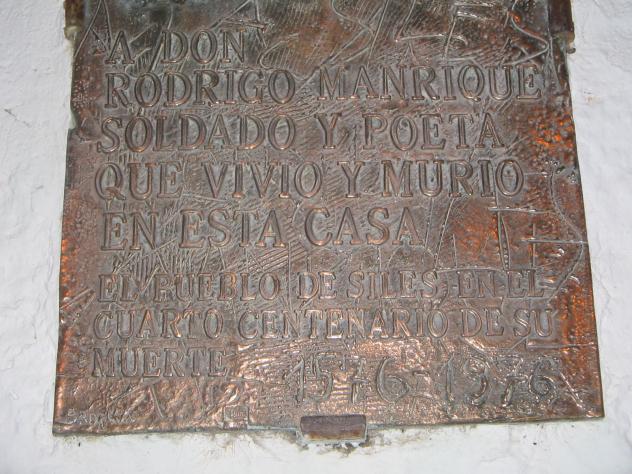 A DON
RODRIGO MANRIQUE
SOLDADO Y POETA
QUE VIVIO Y MURIO
EN ESTA CASA
EL PUEBLO DE SILES EN EL
CUARTO CENTENARIO DE SU
MUERTE 1576-1976